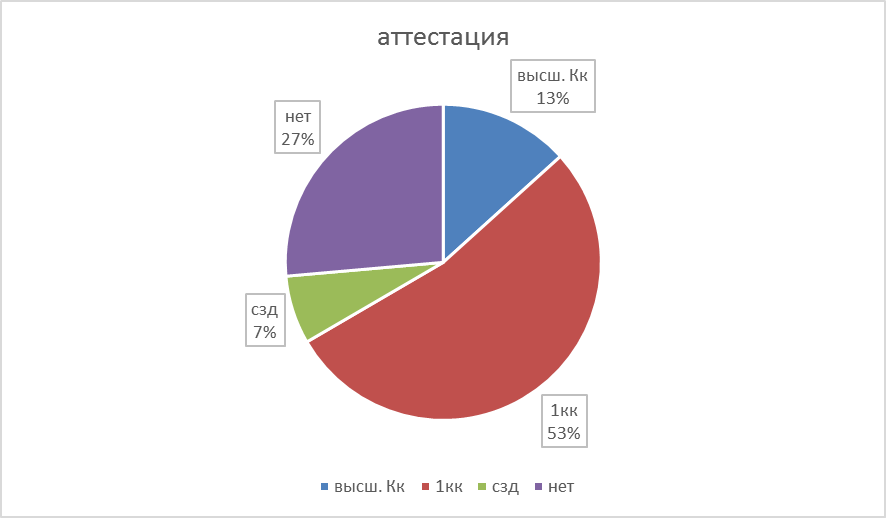 аттестация
высш. Кк
13%
нет
27%
сзд
7%
1кк
53%
высш. Кк 1кк сзд нет